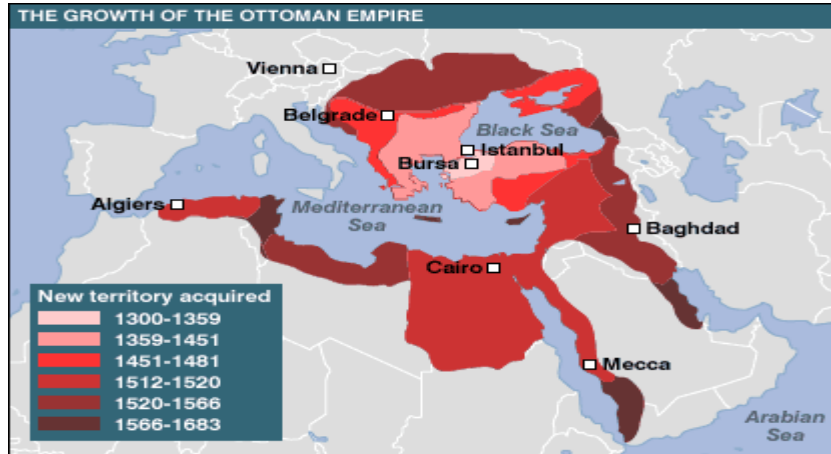 THE GROWTH OF THE OTTOMAN EMPIRE
Vienna
Belgrade
Black Sea
Istanbul
Bursa
Algiers
Mediterranean
Sea
Baghdad
Cairo
Mecca
Arabian
Sea
New territory acquired
1300-1359
1359-1451
1451-1481
1512-1520
1520-1566
1566-1683